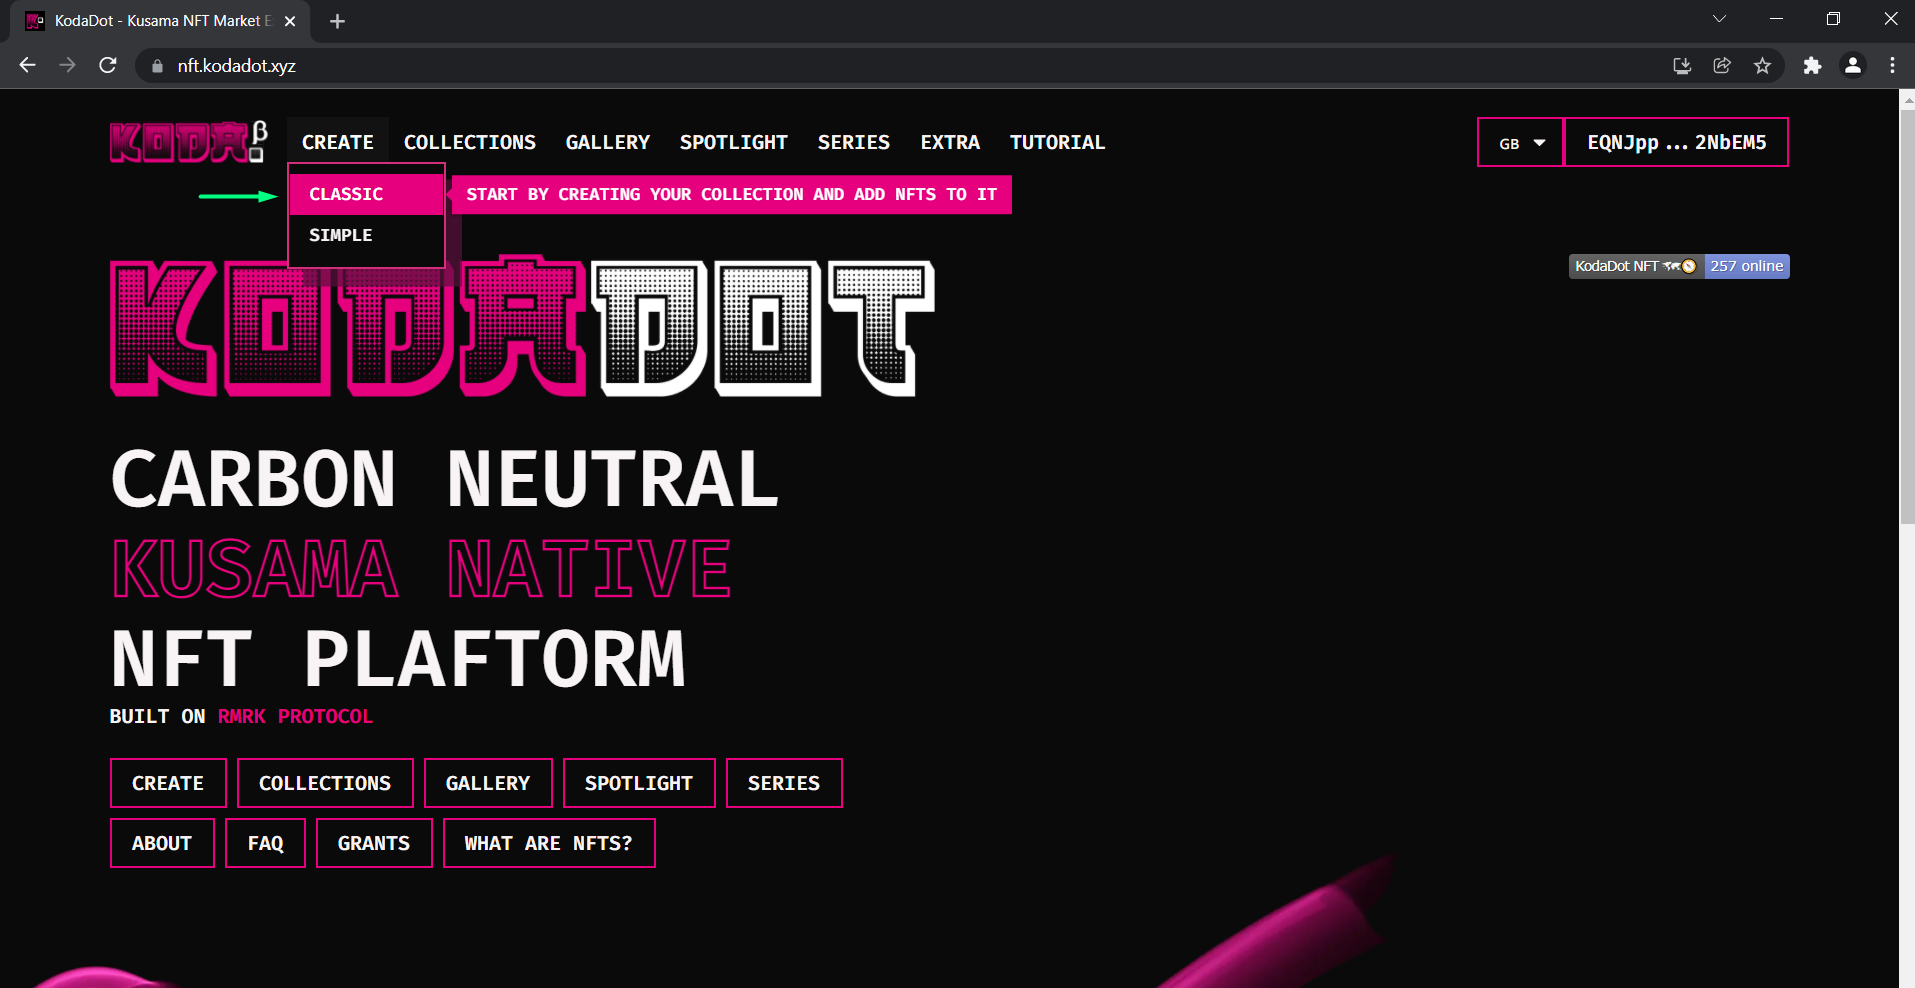 KodaDot - Kusama NFT Market E
nft.kodadot.xyz
KODA β
CREATE COLLECTIONS GALLERY SPOTLIGHT SERIES EXTRA TUTORIAL
GB EQNJpp ... 2NbEM5
CLASSIC
START BY CREATING YOUR COLLECTION AND ADD NFTS TO IT
SIMPLE
KodaDot NFT 257 online
KODADOT
CARBON NEUTRAL
KUSAMA NATIVE
NFT PLAFTORM
BUILT ON RMRK PROTOCOL
CREATE COLLECTIONS GALLERY SPOTLIGHT SERIES
ABOUT FAQ GRANTS WHAT ARE NFTS?